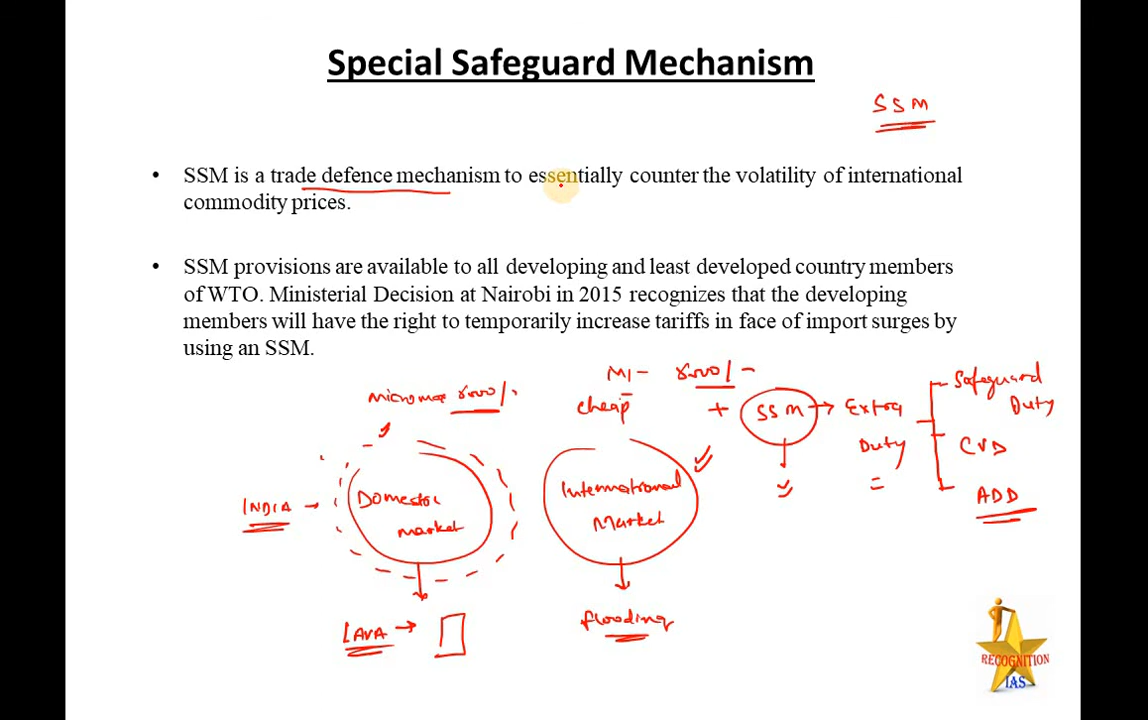 Special Safeguard Mechanism
SSM
• SSM is a trade defence mechanism to essentially counter the volatility of international
commodity prices.
• SSM provisions are available to all developing and least developed country members
of WTO. Ministerial Decision at Nairobi in 2015 recognizes that the developing
members will have the right to temporarily increase tariffs in face of import surges by
using an SSM.
MI -
cheap
+ SSM → Extra
Duty
=
Safeguard
Duty
CVD
ADD
INDIA → Domestic
market
International
Market
LAVA →
flooding
RECOGNITION
IAS